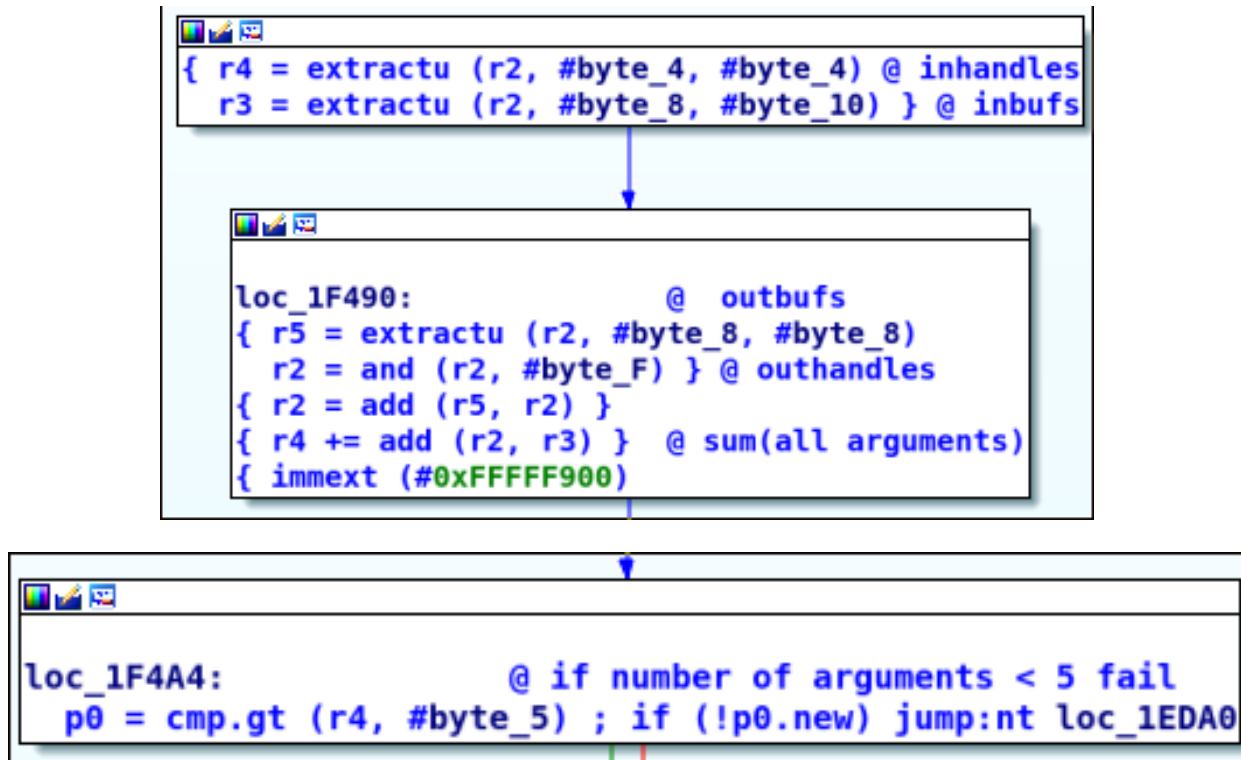 { r4 = extractu (r2, #byte_4, #byte_4) @ inhandles
r3 = extractu (r2, #byte_8, #byte_10) } @ inbufs
loc_1F490: @ outbufs
{ r5 = extractu (r2, #byte_8, #byte_8)
r2 = and (r2, #byte_F) } @ outhandles
{ r2 = add (r5, r2) }
{ r4 += add (r2, r3) } @ sum(all arguments)
{ immext (#0xFFFFF900)
loc_1F4A4: @ if number of arguments < 5 fail
p0 = cmp.gt (r4, #byte_5) ; if (!p0.new) jump:nt loc_1EDA0